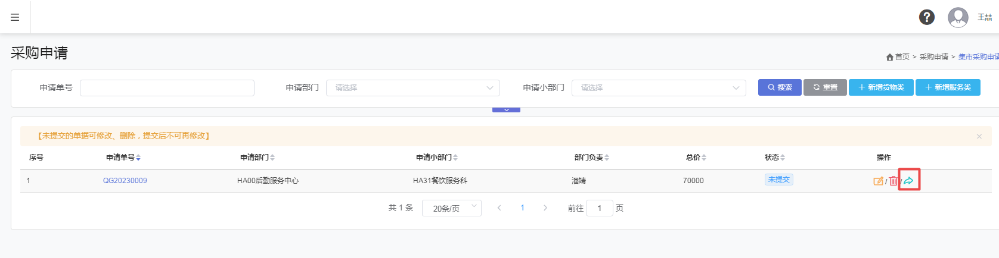 王喆
采购申请
首页 > 采购申请 > 集市采购申请
申请单号 申请部门 请选择 申请小部门 请选择 搜索 重置 + 新增货物类 + 新增服务类
【未提交的单据可修改、删除，提交后不可再修改】
序号 申请单号 申请部门 申请小部门 部门负责 总价 状态 操作
1 QG20230009 HA00后勤服务中心 HA31餐饮服务科 潘婧 70000 未提交 / /
共 1 条 20条/页 < 1 > 前往 1 页